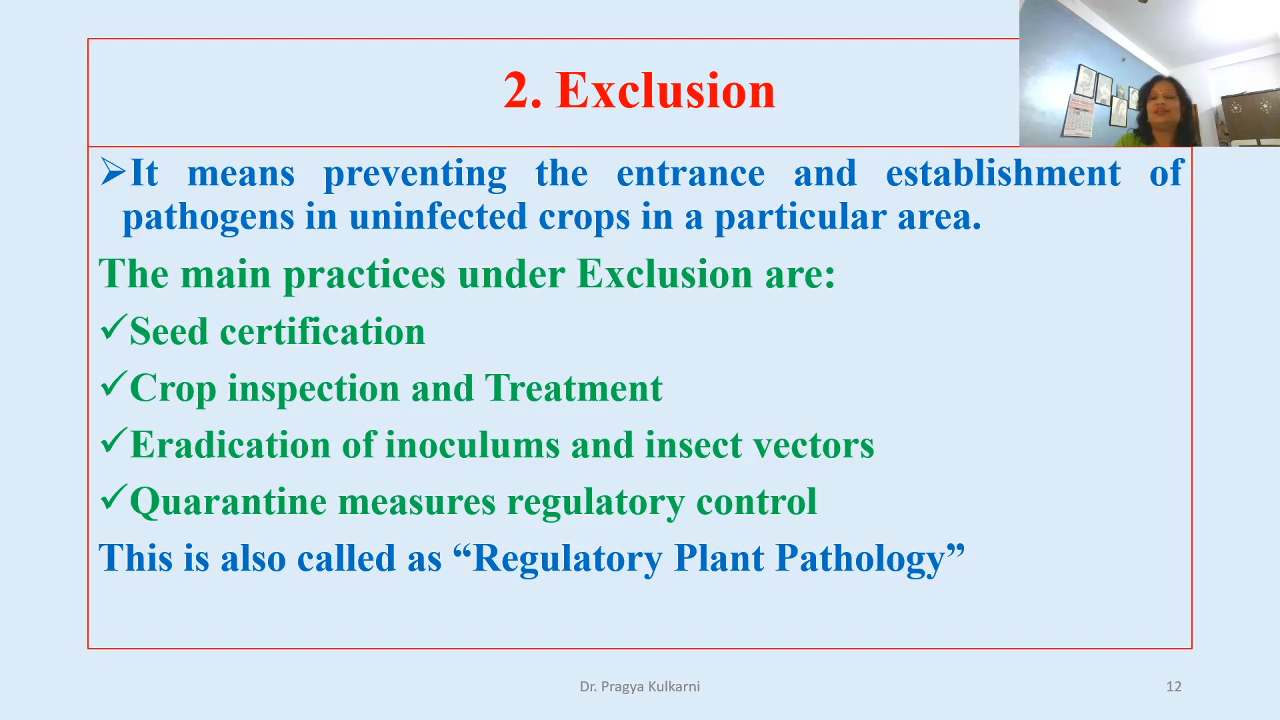 2. Exclusion
➢It means preventing the entrance and establishment of
pathogens in uninfected crops in a particular area.
The main practices under Exclusion are:
✓Seed certification
✓Crop inspection and Treatment
✓Eradication of inoculums and insect vectors
✓Quarantine measures regulatory control
This is also called as “Regulatory Plant Pathology”
Dr. Pragya Kulkarni
12